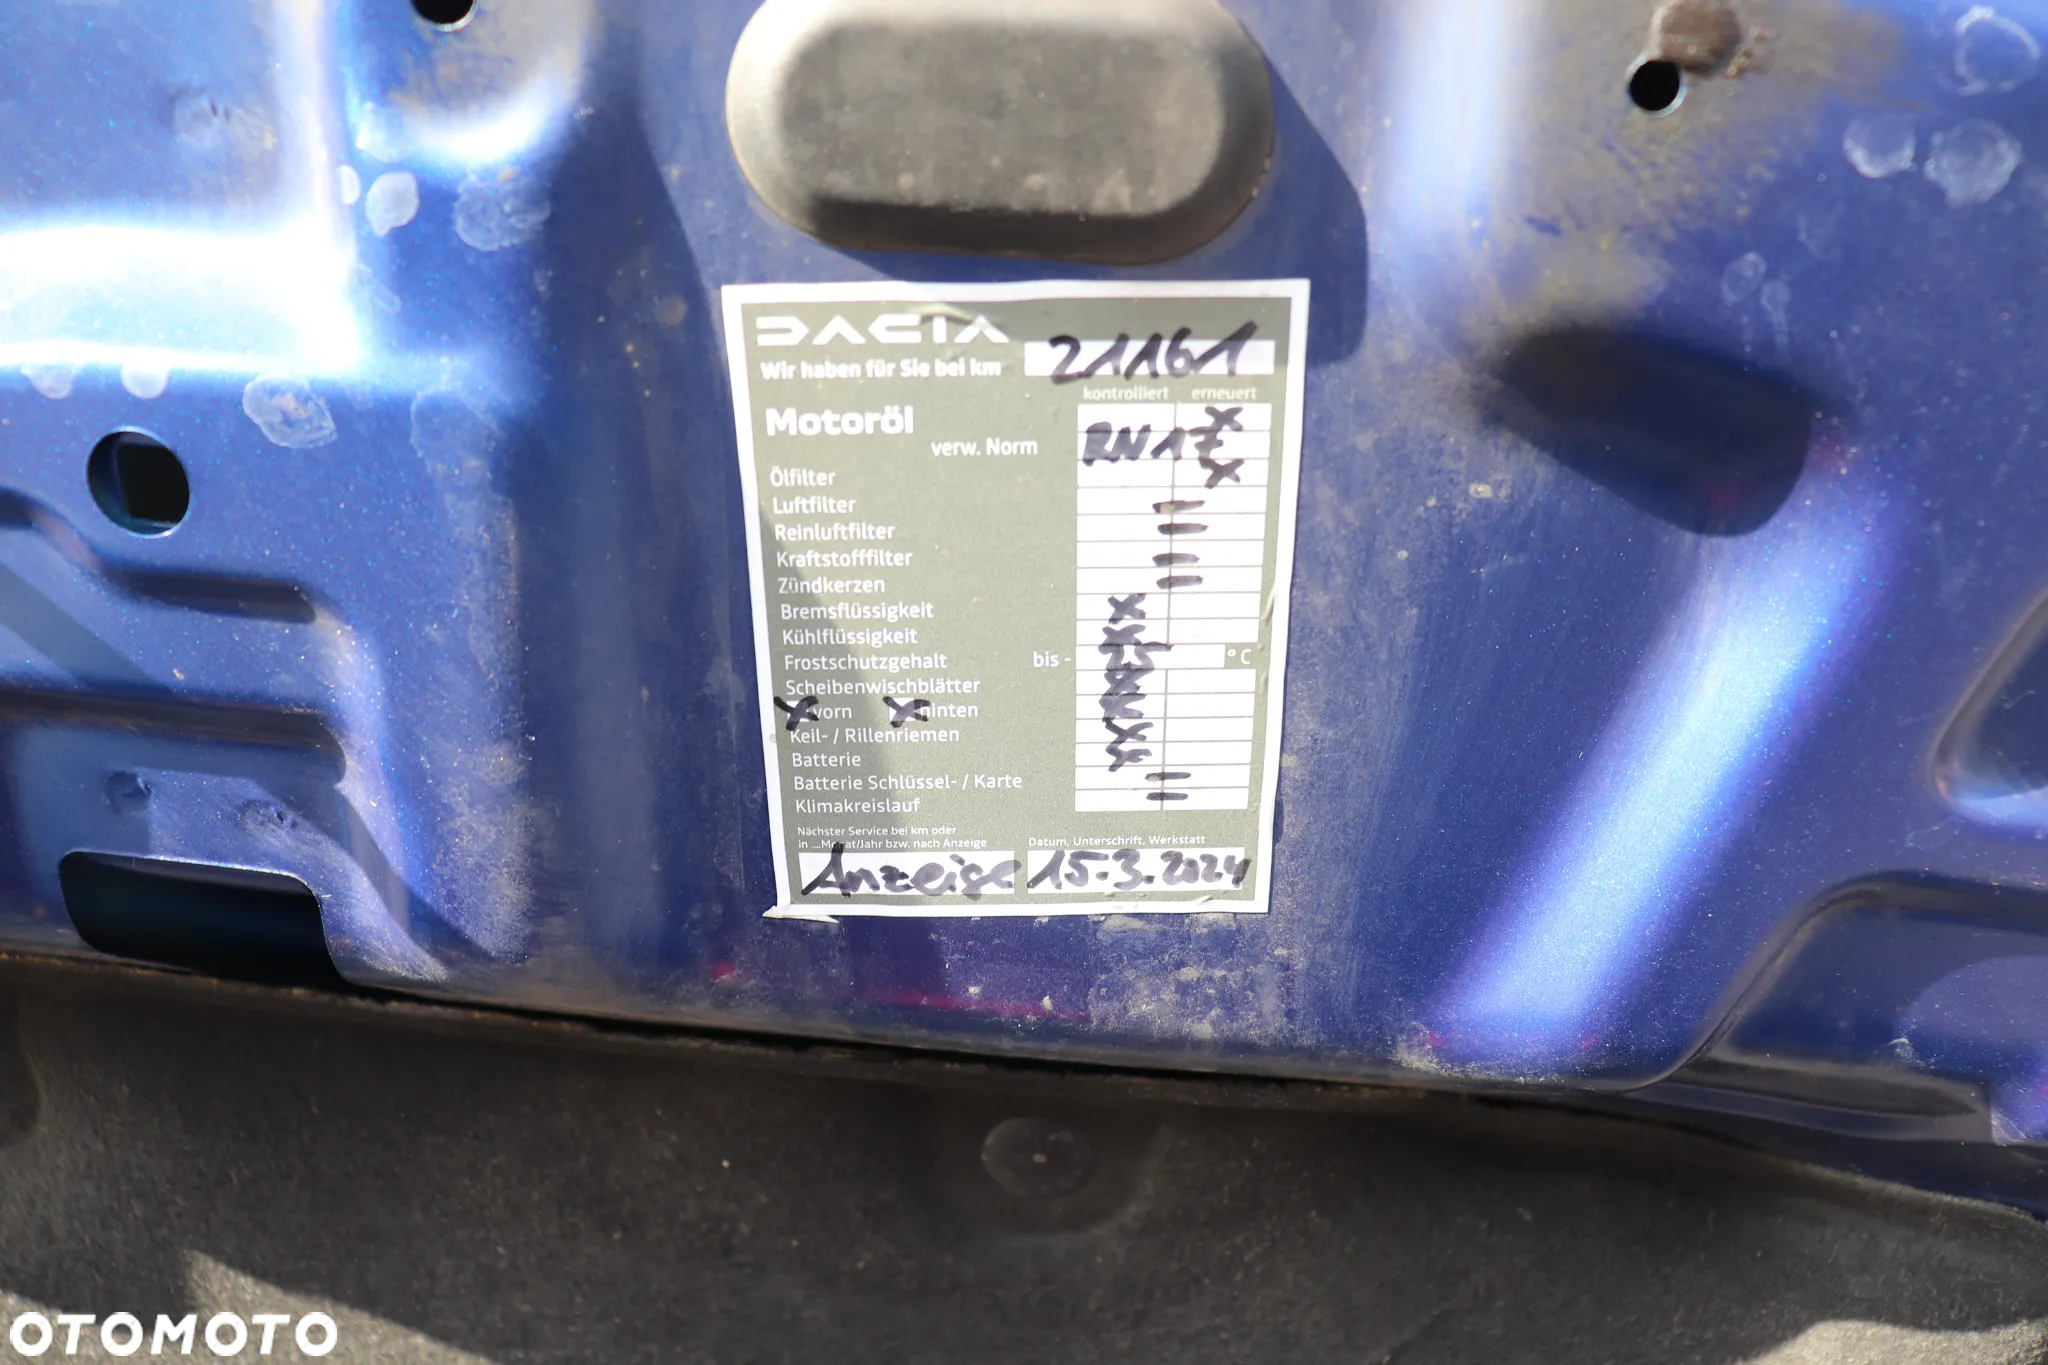 DACIA
Wir haben für Sie bei km 21161
kontrolliert erneuert
Motoröl x
verw. Norm RN17
Ölfilter x
Luftfilter –
Reinluftfilter =
Kraftstofffilter =
Zündkerzen =
Bremsflüssigkeit x
Kühlflüssigkeit x
Frostschutzgehalt bis - 25 °C
Scheibenwischblätter x
x vorn x hinten x
Keil- / Rillenriemen x
Batterie x
Batterie Schlüssel- / Karte =
Klimakreislauf =
Nächster Service bei km oder
in ....Monat/Jahr bzw. nach Anzeige
Datum, Unterschrift, Werkstatt
Anzeige 15.3.2024
OTOMOTO